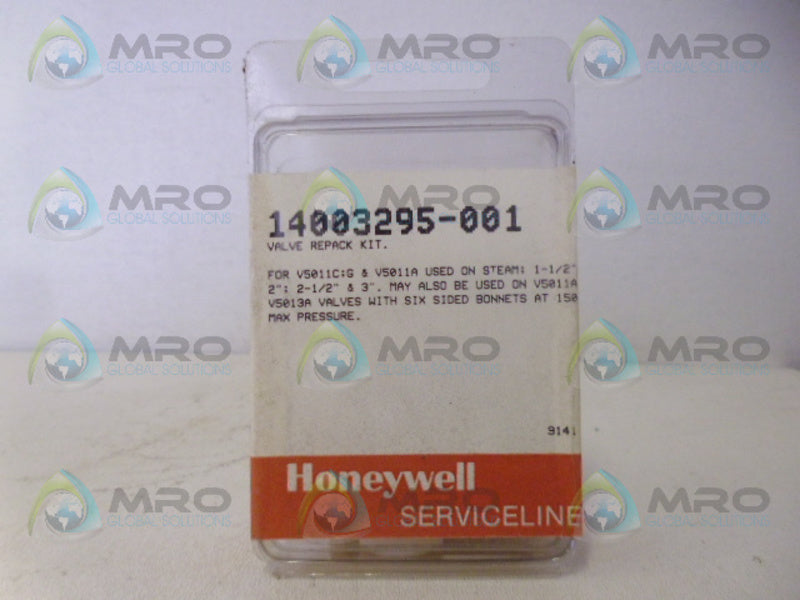 14003295-001
VALVE REPACK KIT.
FOR V5011C;G & V5011A USED ON STEAM; 1-1/2"
2"; 2-1/2" & 3". MAY ALSO BE USED ON V5011A
V5013A VALVES WITH SIX SIDED BONNETS AT 150
MAX PRESSURE.
9141
Honeywell
SERVICELINE
MRO GLOBAL SOLUTIONS